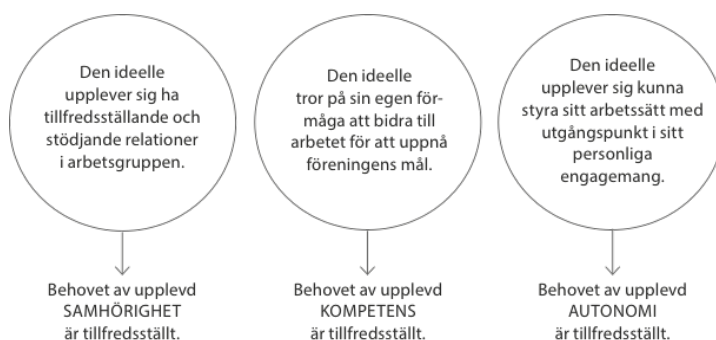 Den ideelle
upplever sig ha
tillfredsställande och
stödjande relationer
i arbetsgruppen.
Den ideelle
tror på sin egen för-
måga att bidra till
arbetet för att uppnå
föreningens mål.
Den ideelle
upplever sig kunna
styra sitt arbetssätt med
utgångspunkt i sitt
personliga
engagemang.
Behovet av upplevd
SAMHÖRIGHET
är tillfredsställt.
Behovet av upplevd
KOMPETENS
är tillfredsställt.
Behovet av upplevd
AUTONOMI
är tillfredsställt.